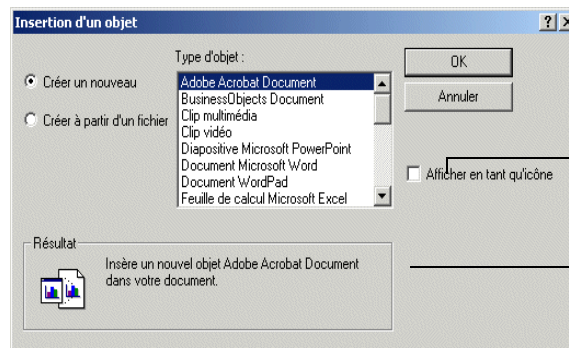 Insertion d'un objet
Type d'objet :
Créer un nouveau
Créer à partir d'un fichier
Adobe Acrobat Document
BusinessObjects Document
Clip multimédia
Clip vidéo
Diapositive Microsoft PowerPoint
Document Microsoft Word
Document WordPad
Feuille de calcul Microsoft Excel
OK
Annuler
Afficher en tant qu'icône
Résultat
Insère un nouvel objet Adobe Acrobat Document
dans votre document.